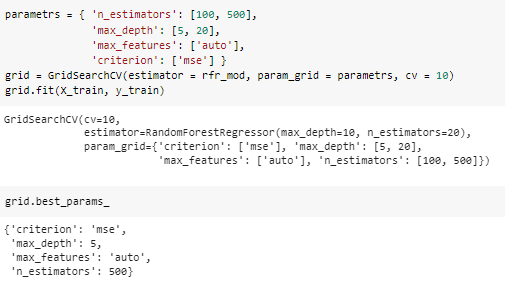 parametrs = { 'n_estimators': [100, 500],
'max_depth': [5, 20],
'max_features': ['auto'],
'criterion': ['mse'] }
grid = GridSearchCV(estimator = rfr_mod, param_grid = parametrs, cv = 10)
grid.fit(X_train, y_train)
GridSearchCV(cv=10,
estimator=RandomForestRegressor(max_depth=10, n_estimators=20),
param_grid={'criterion': ['mse'], 'max_depth': [5, 20],
'max_features': ['auto'], 'n_estimators': [100, 500]})
grid.best_params_
{'criterion': 'mse',
'max_depth': 5,
'max_features': 'auto',
'n_estimators': 500}